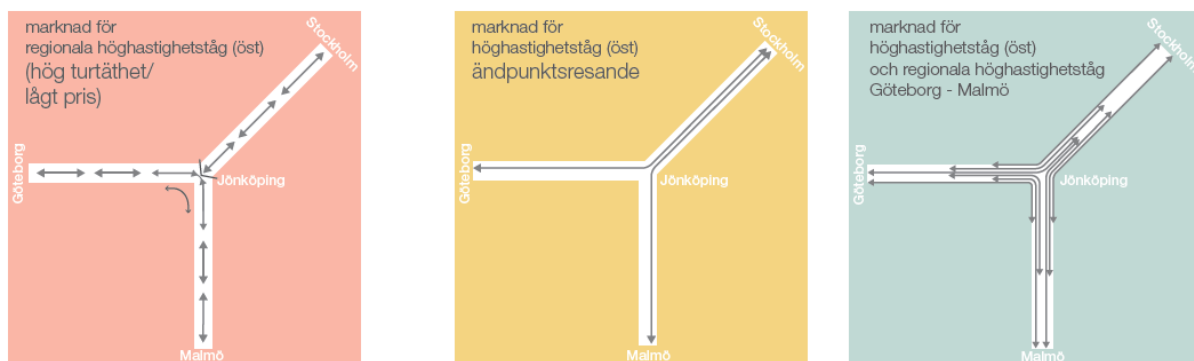 marknad för
regionala höghastighetståg (öst)
(hög turtäthet/
lågt pris)
Stockholm
Göteborg
Jönköping
Malmö
marknad för
höghastighetståg (öst)
ändpunktsresande
Stockholm
Göteborg
Jönköping
Malmö
marknad för
höghastighetståg (öst)
och regionala höghastighetståg
Göteborg - Malmö
Stockholm
Göteborg
Jönköping
Malmö